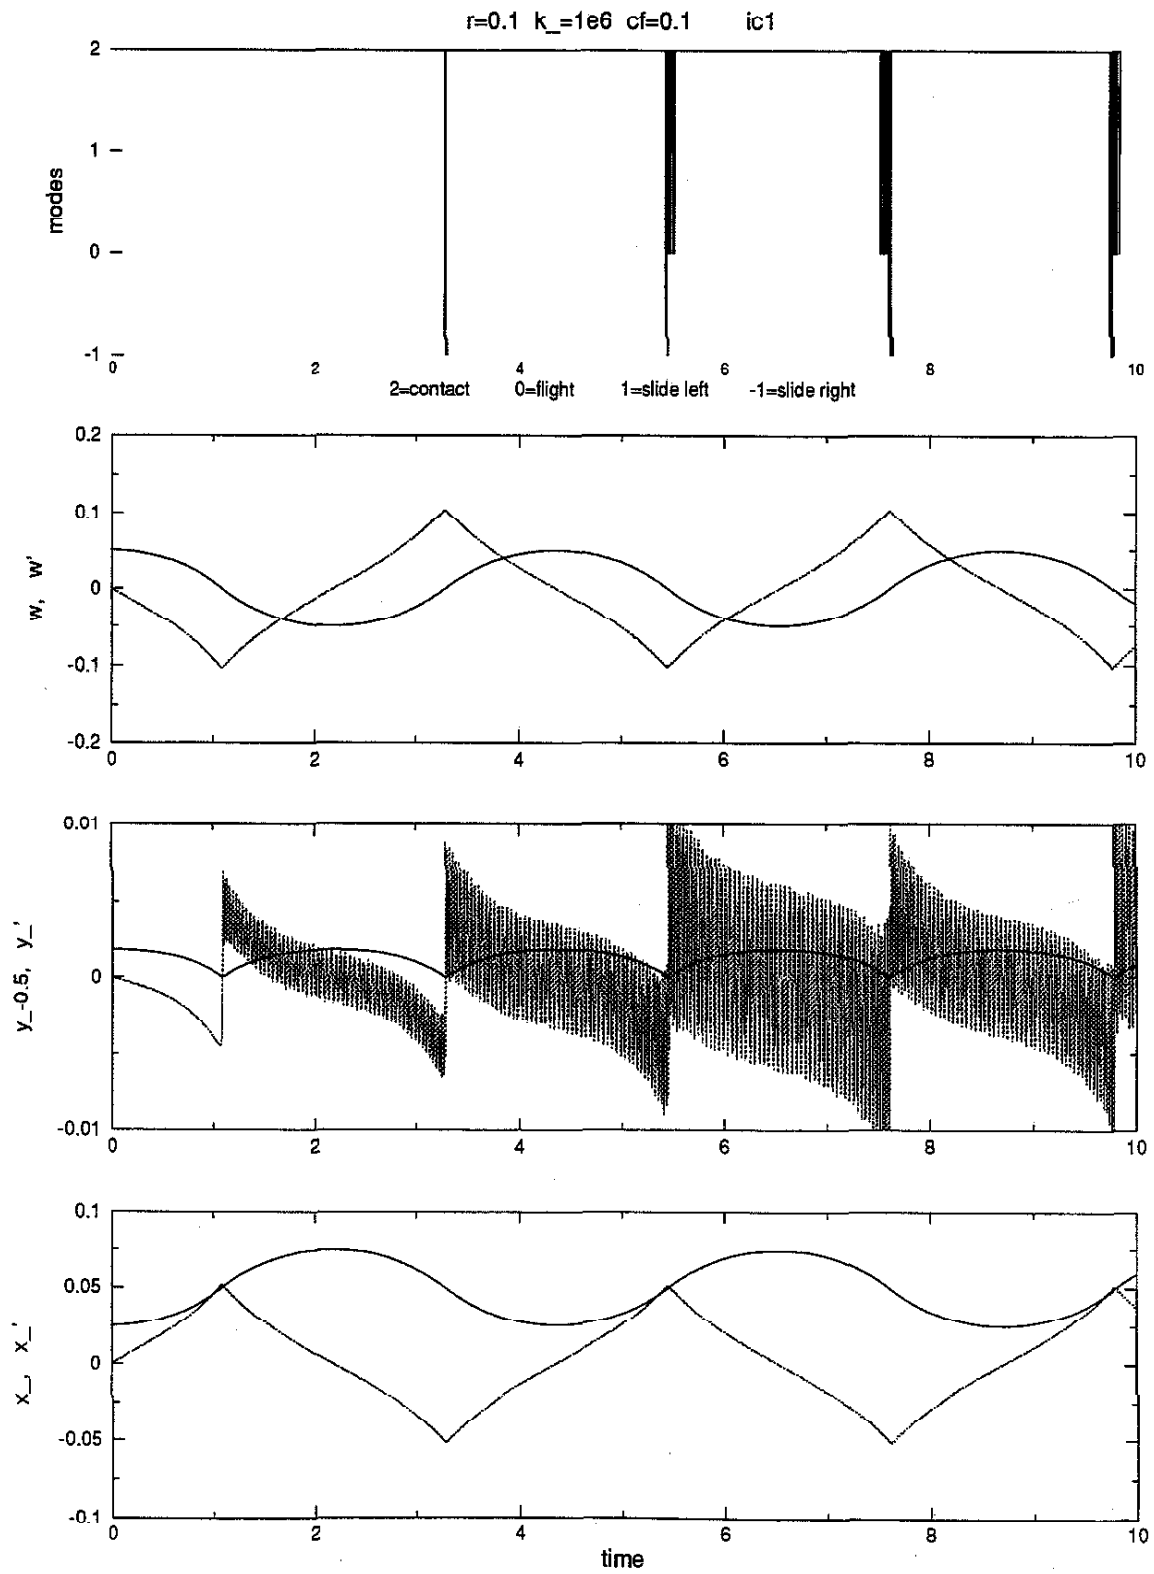 r=0.1 k_=1e6 cf=0.1 ic1
2
1
0
-1
modes
0 2 4 6 8 10
2=contact 0=flight 1=slide left -1=slide right
0.2
0.1
0
-0.1
-0.2
w, w'
0 2 4 6 8 10
0.01
0
-0.01
y_-0.5, y_'
0 2 4 6 8 10
0.1
0.05
0
-0.05
-0.1
x_, x_'
0 2 4 6 8 10
time